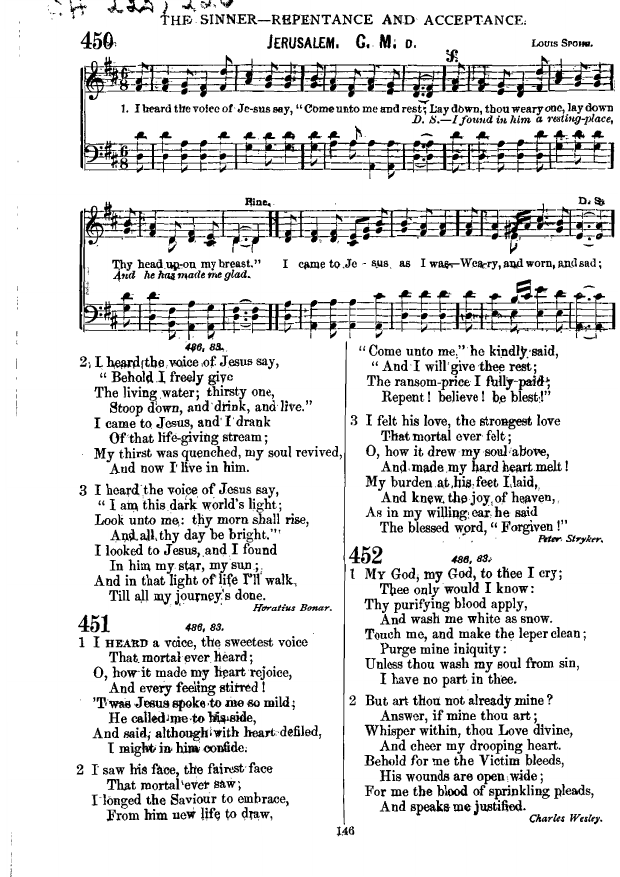 THE SINNER—REPENTANCE AND ACCEPTANCE.
450
JERUSALEM. C. M. D.
LOUIS SPOHR.
1. I heard the voice of Je-sus say, "Come unto me and rest; Lay down, thou weary one, lay down
D. S.—I found in him a resting-place,
Fine.
D. S.
Thy head up-on my breast." I came to Je - sus as I was—Wea-ry, and worn, and sad;
And he has made me glad.
486, 83.
2 I heard the voice of Jesus say,
"Behold I freely give
The living water; thirsty one,
Stoop down, and drink, and live."
I came to Jesus, and I drank
Of that life-giving stream;
My thirst was quenched, my soul revived,
And now I live in him.
3 I heard the voice of Jesus say,
"I am this dark world's light;
Look unto me: thy morn shall rise,
And all thy day be bright."
I looked to Jesus, and I found
In him my star, my sun;
And in that light of life I'll walk,
Till all my journey's done.
Horatius Bonar.
451
486, 83.
1 I HEARD a voice, the sweetest voice
That mortal ever heard;
O, how it made my heart rejoice,
And every feeling stirred!
'T was Jesus spoke to me so mild;
He called me to his side,
And said, although with heart defiled,
I might in him confide.
2 I saw his face, the fairest face
That mortal ever saw;
I longed the Saviour to embrace,
From him new life to draw,
"Come unto me," he kindly said,
"And I will give thee rest;
The ransom-price I fully paid;
Repent! believe! be blest!"
3 I felt his love, the strongest love
That mortal ever felt;
O, how it drew my soul above,
And made my hard heart melt!
My burden at his feet I laid,
And knew the joy of heaven,
As in my willing ear he said
The blessed word, "Forgiven!"
Peter Stryker.
452
486, 83.
1 MY God, my God, to thee I cry;
Thee only would I know:
Thy purifying blood apply,
And wash me white as snow.
Touch me, and make the leper clean;
Purge mine iniquity:
Unless thou wash my soul from sin,
I have no part in thee.
2 But art thou not already mine?
Answer, if mine thou art;
Whisper within, thou Love divine,
And cheer my drooping heart.
Behold for me the Victim bleeds,
His wounds are open wide;
For me the blood of sprinkling pleads,
And speaks me justified.
Charles Wesley.
146